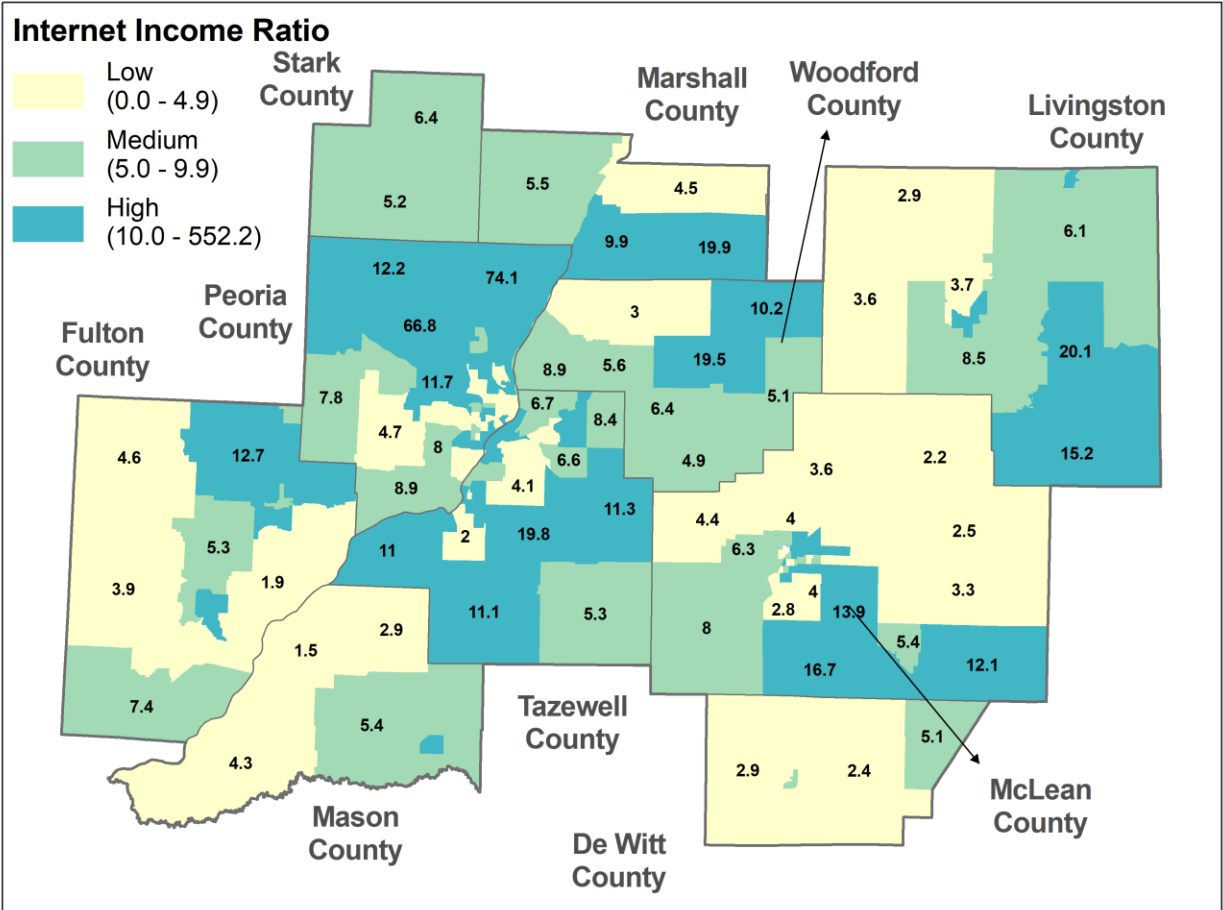 Internet Income Ratio
Low
(0.0 - 4.9)
Medium
(5.0 - 9.9)
High
(10.0 - 552.2)
Stark
County
Marshall
County
Woodford
County
Livingston
County
Peoria
County
Fulton
County
Tazewell
County
Mason
County
De Witt
County
McLean
County
6.4
5.5
5.2
4.5
2.9
6.1
9.9 19.9
12.2 74.1
3.7
3.6
66.8
3
10.2
8.5
20.1
19.5
8.9 5.6
11.7
7.8
6.7
8.4
6.4
5.1
4.7
8
6.6
4.9
4.6
12.7
8.9
4.1
3.6
2.2
15.2
11.3
4.4
4
2.5
5.3
11
2
19.8
6.3
3.9
1.9
3.3
11.1
5.3
4
2.8
13.9
8
2.9
1.5
5.4
16.7
12.1
7.4
5.4
4.3
5.1
2.9
2.4